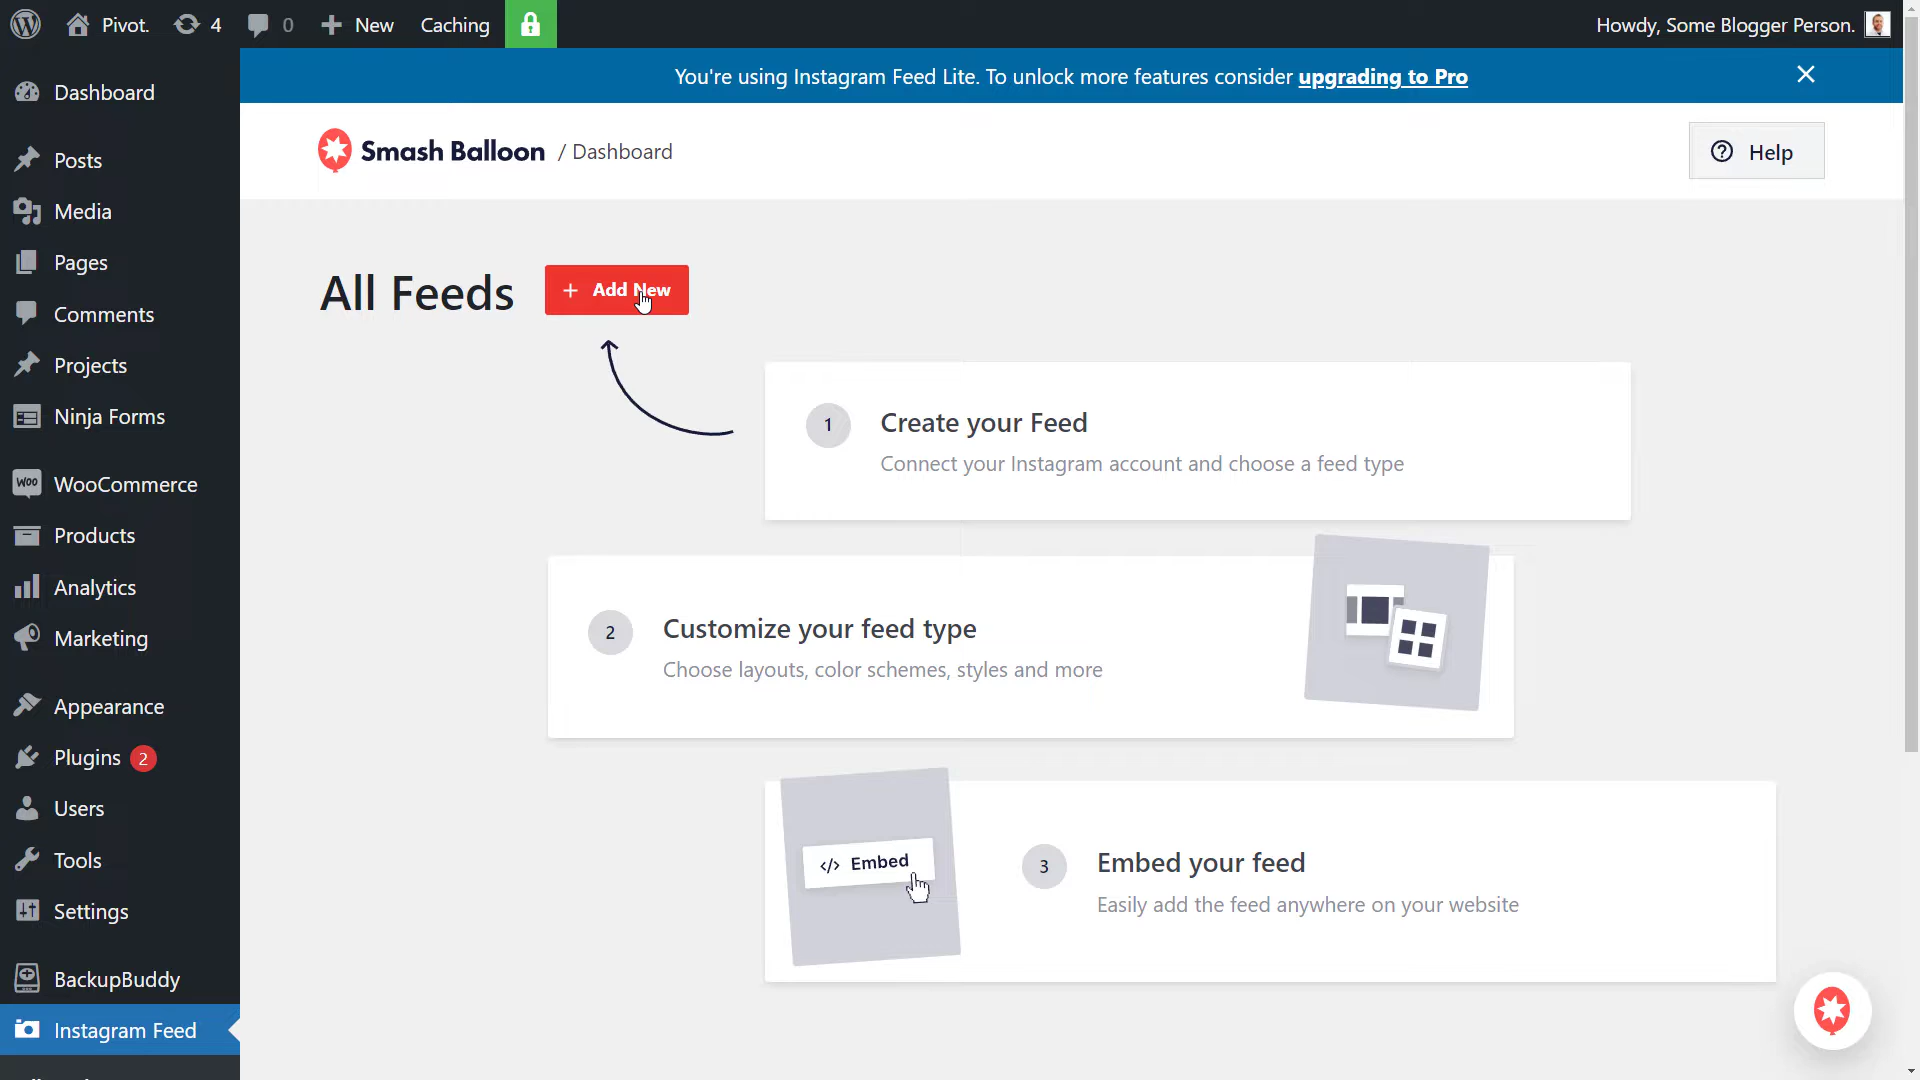 Pivot. 4 0 New Caching
Howdy, Some Blogger Person.
You're using Instagram Feed Lite. To unlock more features consider upgrading to Pro
Smash Balloon / Dashboard
Help
Dashboard
Posts
Media
Pages
Comments
Projects
Ninja Forms
WOO WooCommerce
Products
Analytics
Marketing
Appearance
Plugins 2
Users
Tools
Settings
BackupBuddy
Instagram Feed
All Feeds
+ Add New
1 Create your Feed
Connect your Instagram account and choose a feed type
2 Customize your feed type
Choose layouts, color schemes, styles and more
</> Embed
3 Embed your feed
Easily add the feed anywhere on your website